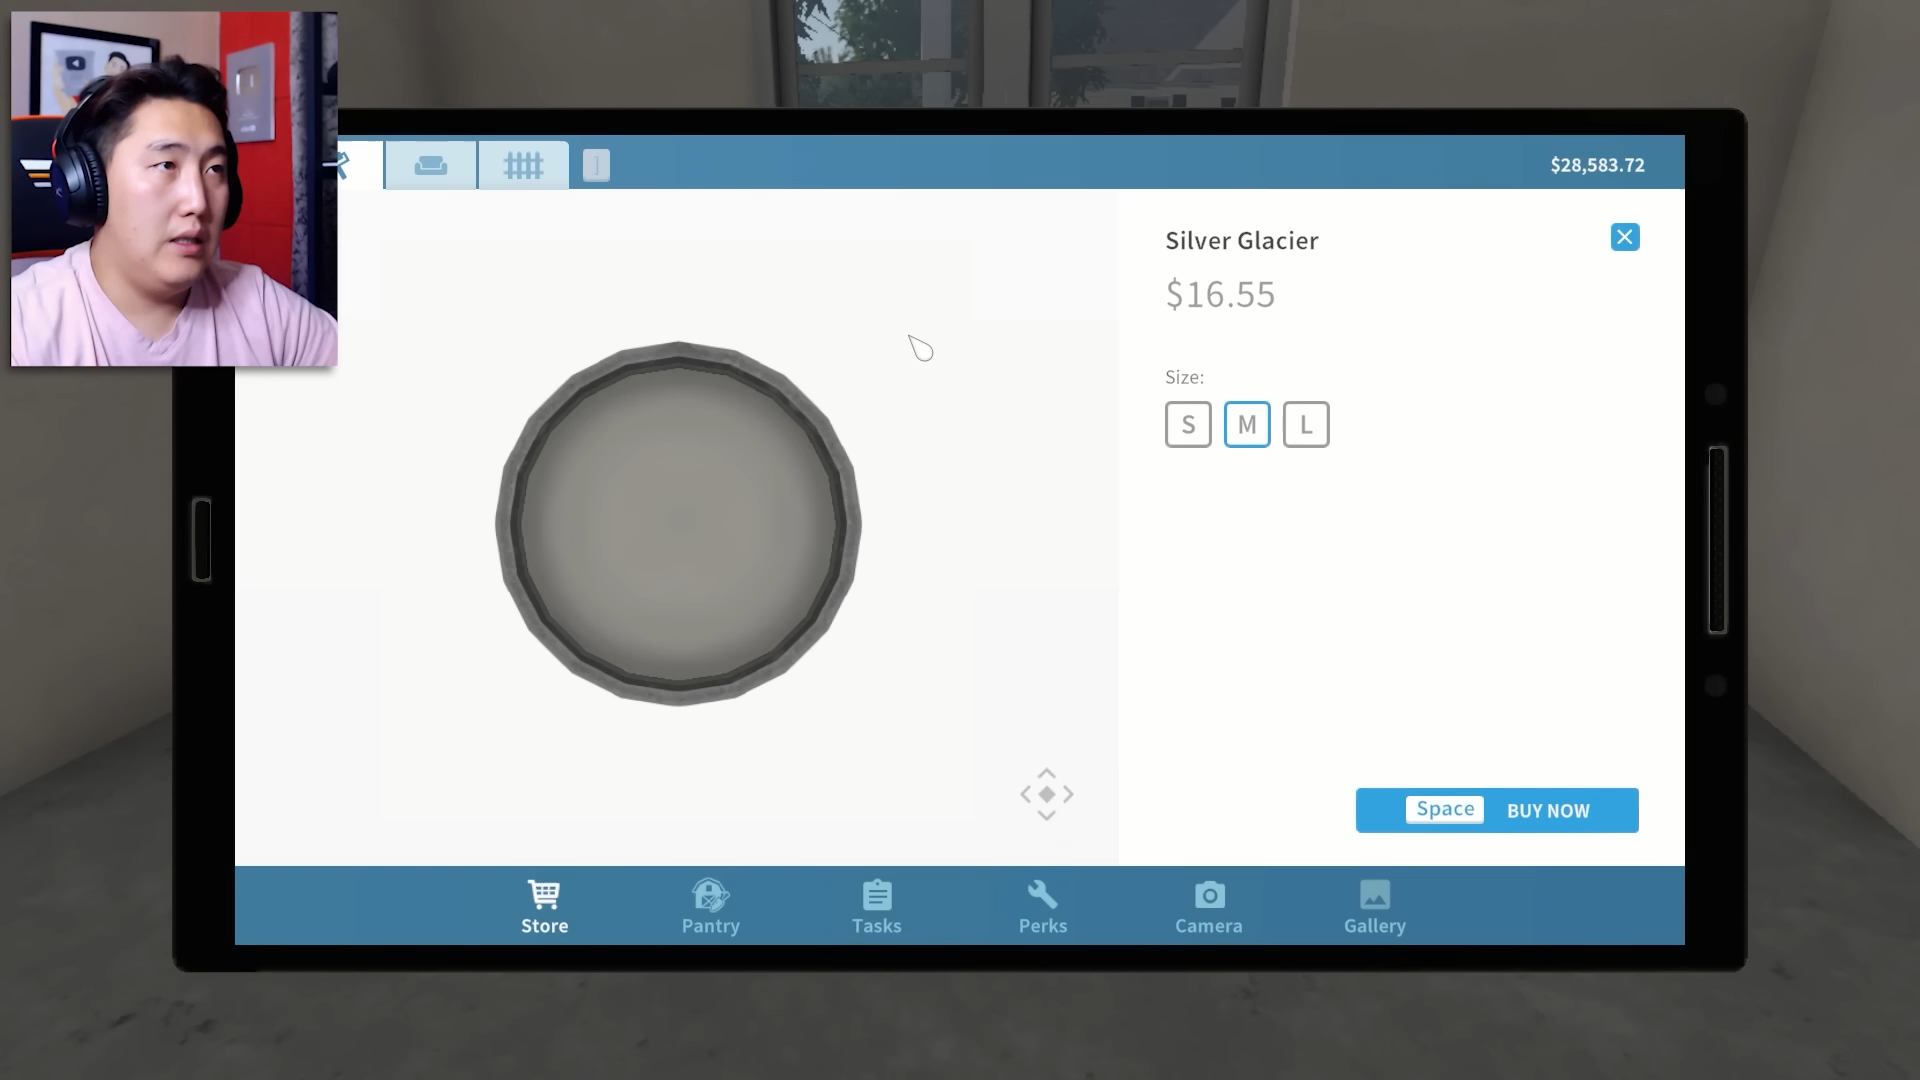 $28,583.72
Silver Glacier
$16.55
Size:
S M L
Space BUY NOW
Store Pantry Tasks Perks Camera Gallery